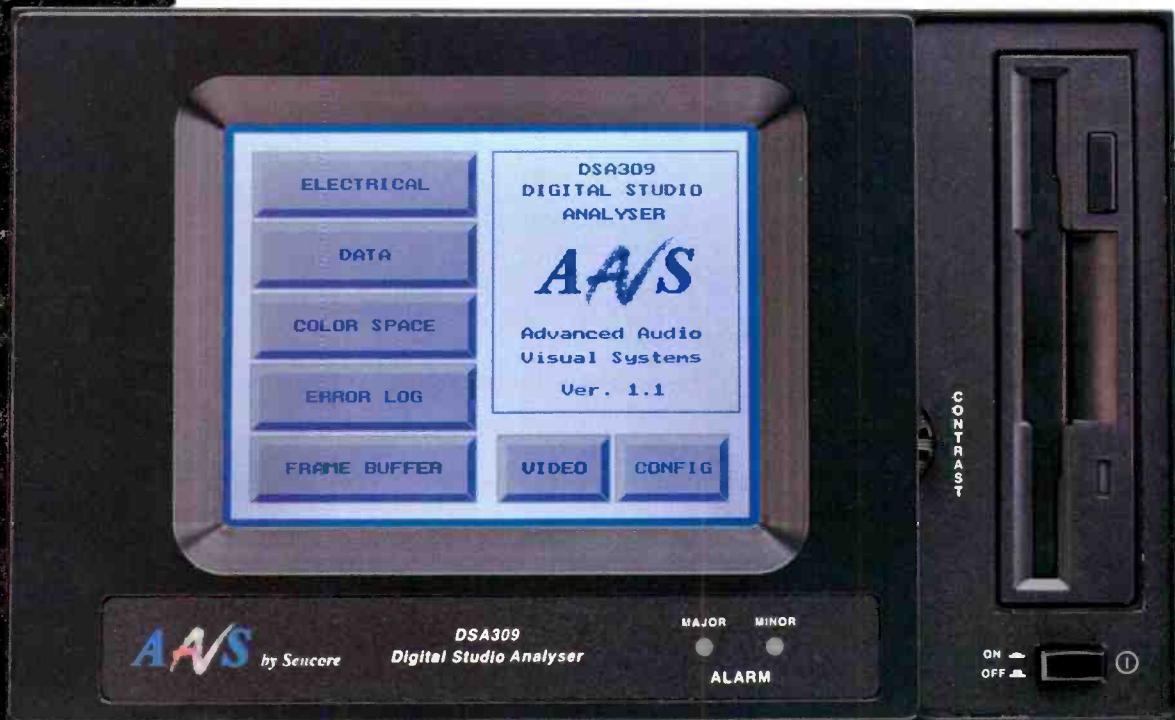 ELECTRICAL
DATA
COLOR SPACE
ERROR LOG
FRAME BUFFER
DSA309
DIGITAL STUDIO
ANALYSER
AAVS
Advanced Audio
Visual Systems
Ver. 1.1
VIDEO
CONFIG
CONTRAST
AAVS by Sencore
DSA309
Digital Studio Analyser
MAJOR
MINOR
ALARM
ON
OFF